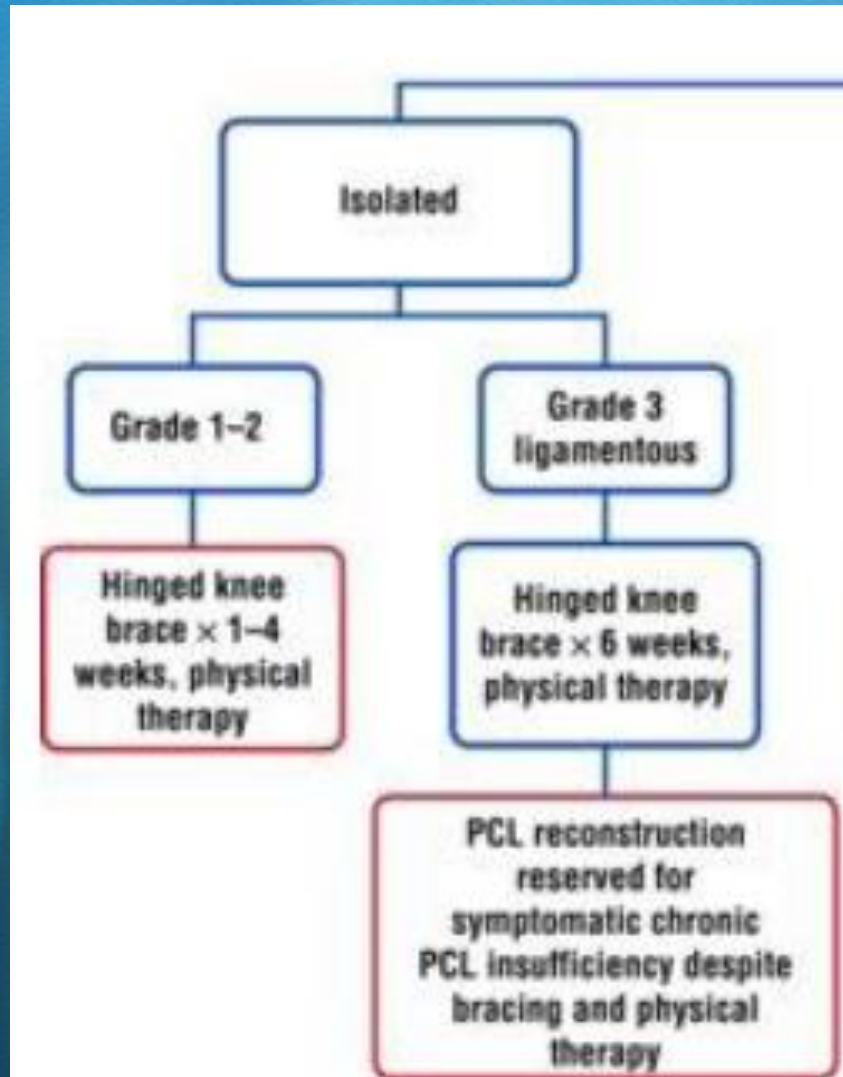 Isolated
Grade 1–2
Grade 3
ligamentous
Hinged knee
brace × 1–4
weeks, physical
therapy
Hinged knee
brace × 6 weeks,
physical therapy
PCL reconstruction
reserved for
symptomatic chronic
PCL insufficiency despite
bracing and physical
therapy